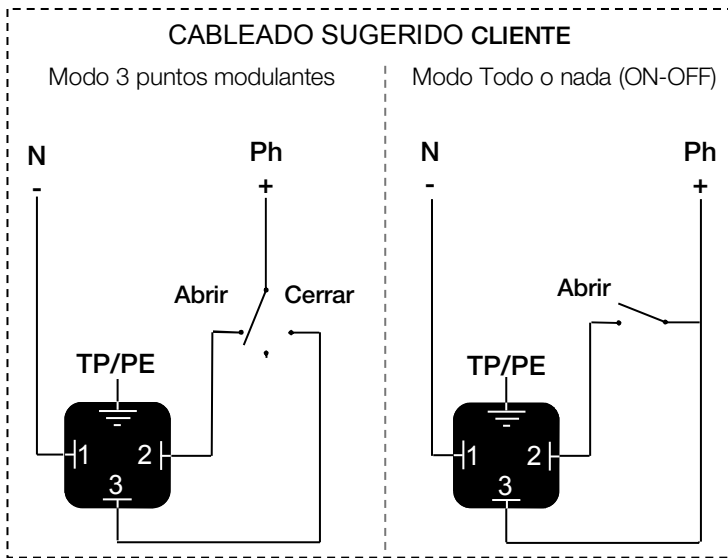 CABLEADO SUGERIDO CLIENTE
Modo 3 puntos modulantes
N
-
Ph
+
Abrir
Cerrar
TP/PE
1
2
3
Modo Todo o nada (ON-OFF)
N
-
Ph
+
Abrir
TP/PE
1
2
3